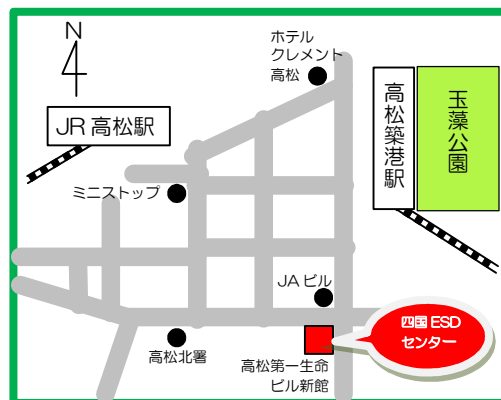 N
ホテル
クレメント
高松
JR 高松駅
高松築港駅
玉藻公園
ミニストップ
JA ビル
四国 ESD
センター
高松北署
高松第一生命
ビル新館